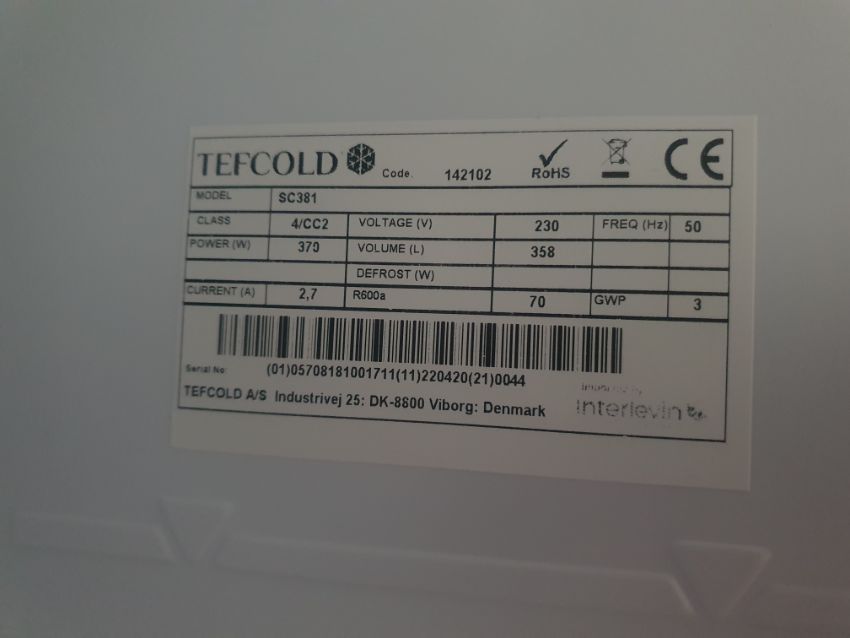 TEFCOLD Code. 142102 RoHS CE
MODEL SC381
CLASS 4/CC2 VOLTAGE (V) 230 FREQ (Hz) 50
POWER (W) 370 VOLUME (L) 358
DEFROST (W)
CURRENT (A) 2,7 R600a 70 GWP 3
Serial No: (01)05708181001711(11)220420(21)0044
TEFCOLD A/S Industrivej 25: DK-8800 Viborg: Denmark
Imported by
Interlevin